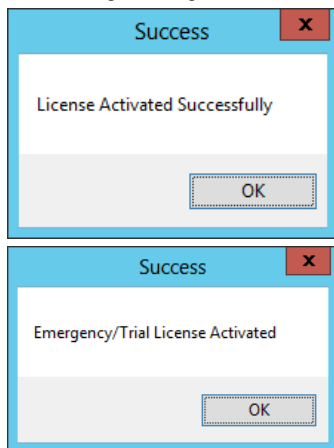 Success
x
License Activated Successfully
OK
Success
x
Emergency/Trial License Activated
OK